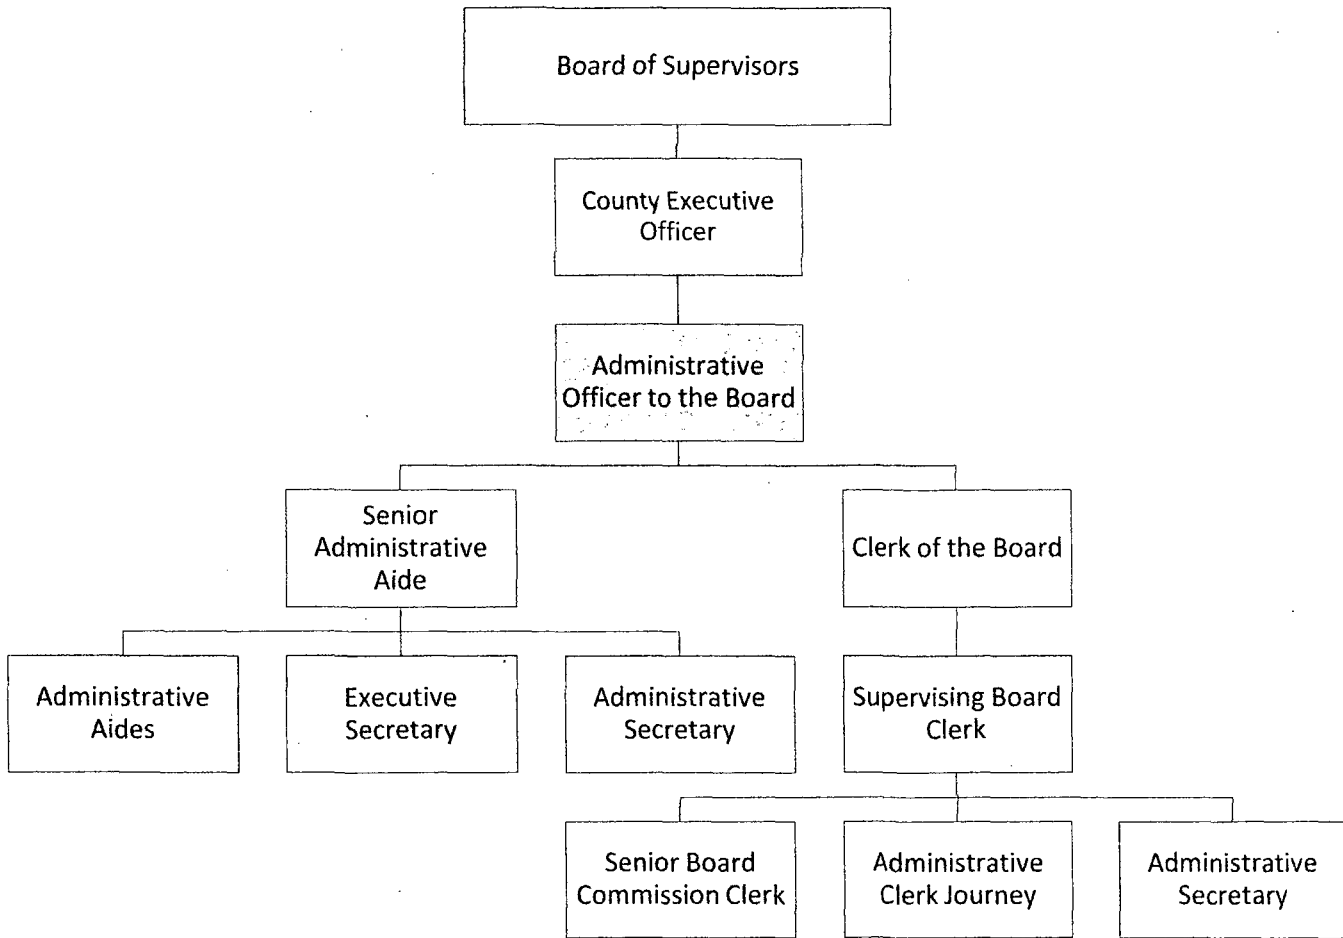 Board of Supervisors
County Executive
Officer
Administrative
Officer to the Board
Senior
Administrative
Aide
Clerk of the Board
Administrative
Aides
Executive
Secretary
Administrative
Secretary
Supervising Board
Clerk
Senior Board
Commission Clerk
Administrative
Clerk Journey
Administrative
Secretary